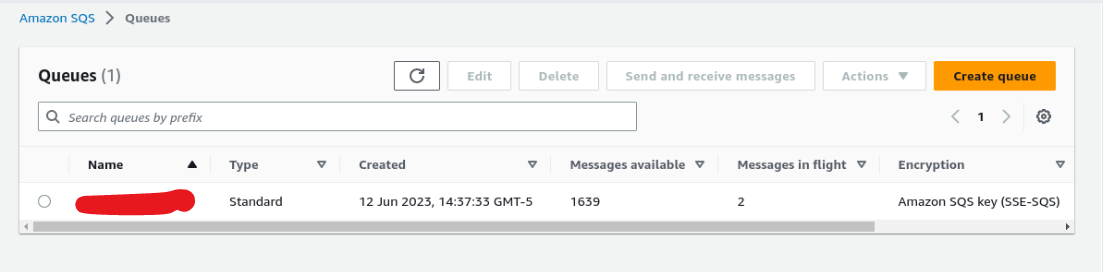 Amazon SQS > Queues
Queues (1) Edit Delete Send and receive messages Actions Create queue
Search queues by prefix 1
Name Type Created Messages available Messages in flight Encryption
Standard 12 Jun 2023, 14:37:33 GMT-5 1639 2 Amazon SQS key (SSE-SQS)